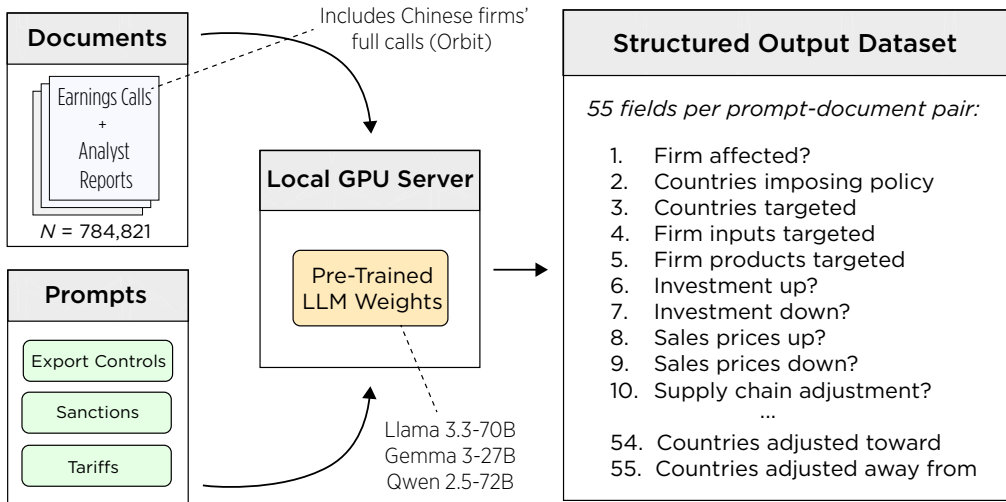 Documents
Earnings Calls
+
Analyst
Reports
N = 784,821
Includes Chinese firms'
full calls (Orbit)
Prompts
Export Controls
Sanctions
Tariffs
Local GPU Server
Pre-Trained
LLM Weights
Llama 3.3-70B
Gemma 3-27B
Qwen 2.5-72B
Structured Output Dataset
55 fields per prompt-document pair:
1. Firm affected?
2. Countries imposing policy
3. Countries targeted
4. Firm inputs targeted
5. Firm products targeted
6. Investment up?
7. Investment down?
8. Sales prices up?
9. Sales prices down?
10. Supply chain adjustment?
...
54. Countries adjusted toward
55. Countries adjusted away from